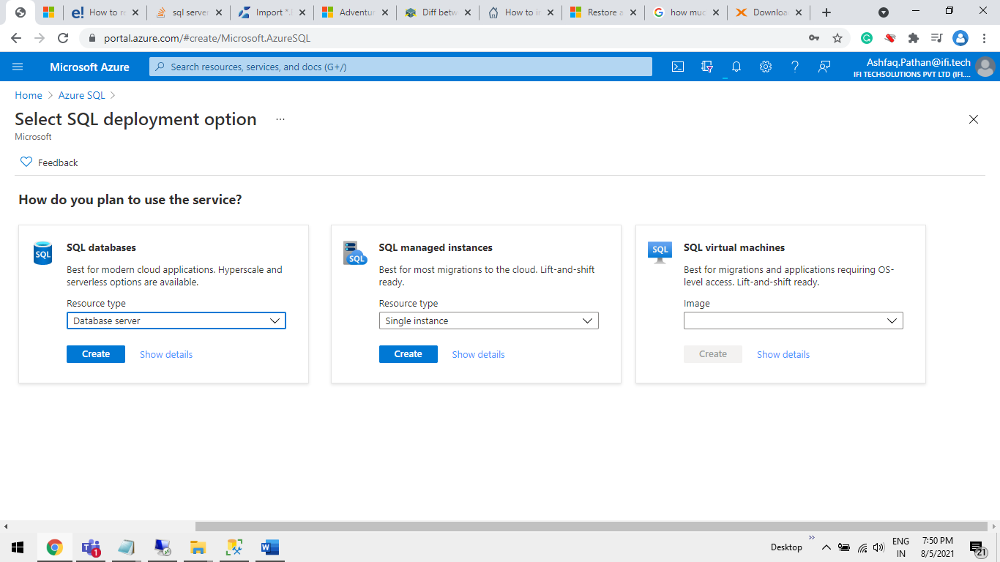 How to re
sql server
Import *.
Adventur
Diff betw
How to in
Restore a
how muc
Downloa
portal.azure.com/#create/Microsoft.AzureSQL
Microsoft Azure
Search resources, services, and docs (G+/)
Ashfaq.Pathan@ifi.tech
IFI TECHSOLUTIONS PVT LTD (IFI....
Home > Azure SQL >
Select SQL deployment option ...
Microsoft
Feedback
How do you plan to use the service?
SQL
SQL databases
Best for modern cloud applications. Hyperscale and
serverless options are available.
Resource type
Database server
Create Show details
SQL
SQL managed instances
Best for most migrations to the cloud. Lift-and-shift
ready.
Resource type
Single instance
Create Show details
SQL
SQL virtual machines
Best for migrations and applications requiring OS-
level access. Lift-and-shift ready.
Image
Create Show details
1
Desktop
ENG
IN
7:50 PM
8/5/2021
21